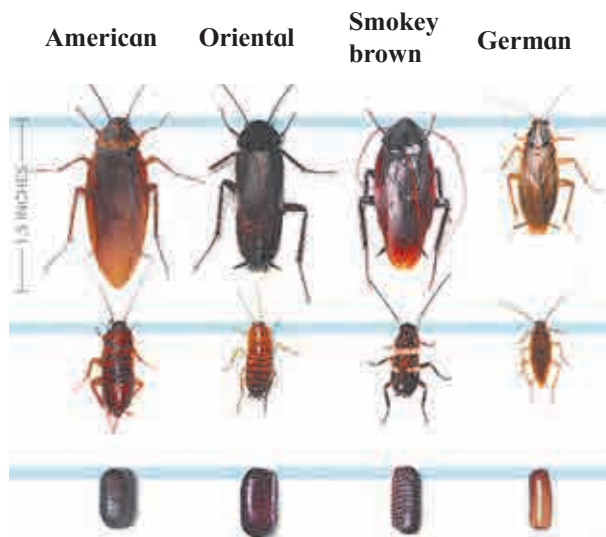 American
Oriental
Smokey
brown
German
1.5 INCHES